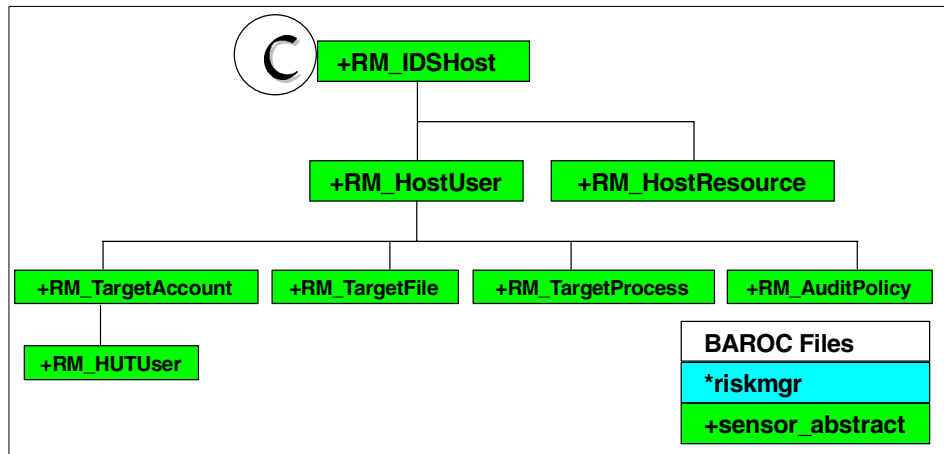 C
+RM_IDSHost
+RM_HostUser
+RM_HostResource
+RM_TargetAccount
+RM_TargetFile
+RM_TargetProcess
+RM_AuditPolicy
+RM_HUTUser
BAROC Files
*riskmgr
+sensor_abstract